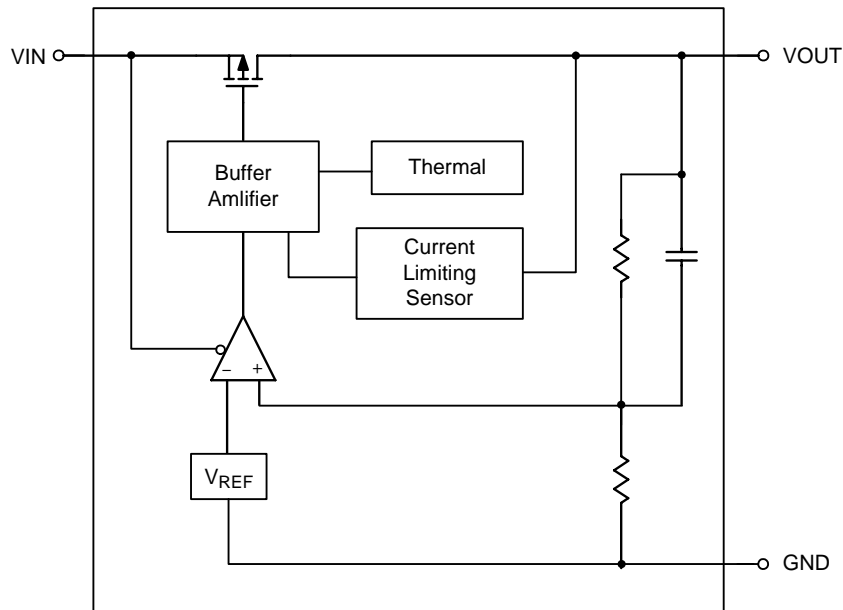 VIN
VOUT
Buffer
Amlifier
Thermal
Current
Limiting
Sensor
− +
VREF
GND